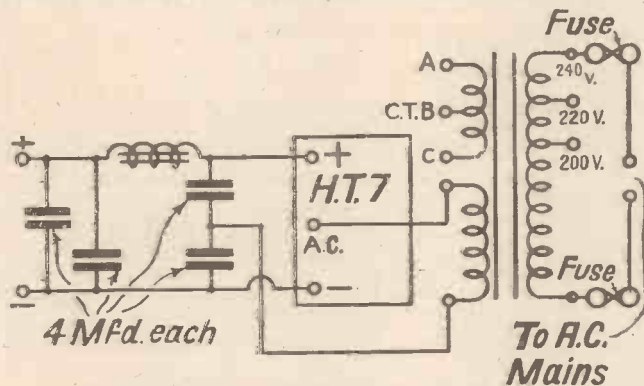 Fuse
A
240 V.
C.T.B
220 V.
+
200 V.
C
+
H.T.7
A.C.
−
−
Fuse
4 Mfd. each
To A.C.
Mains